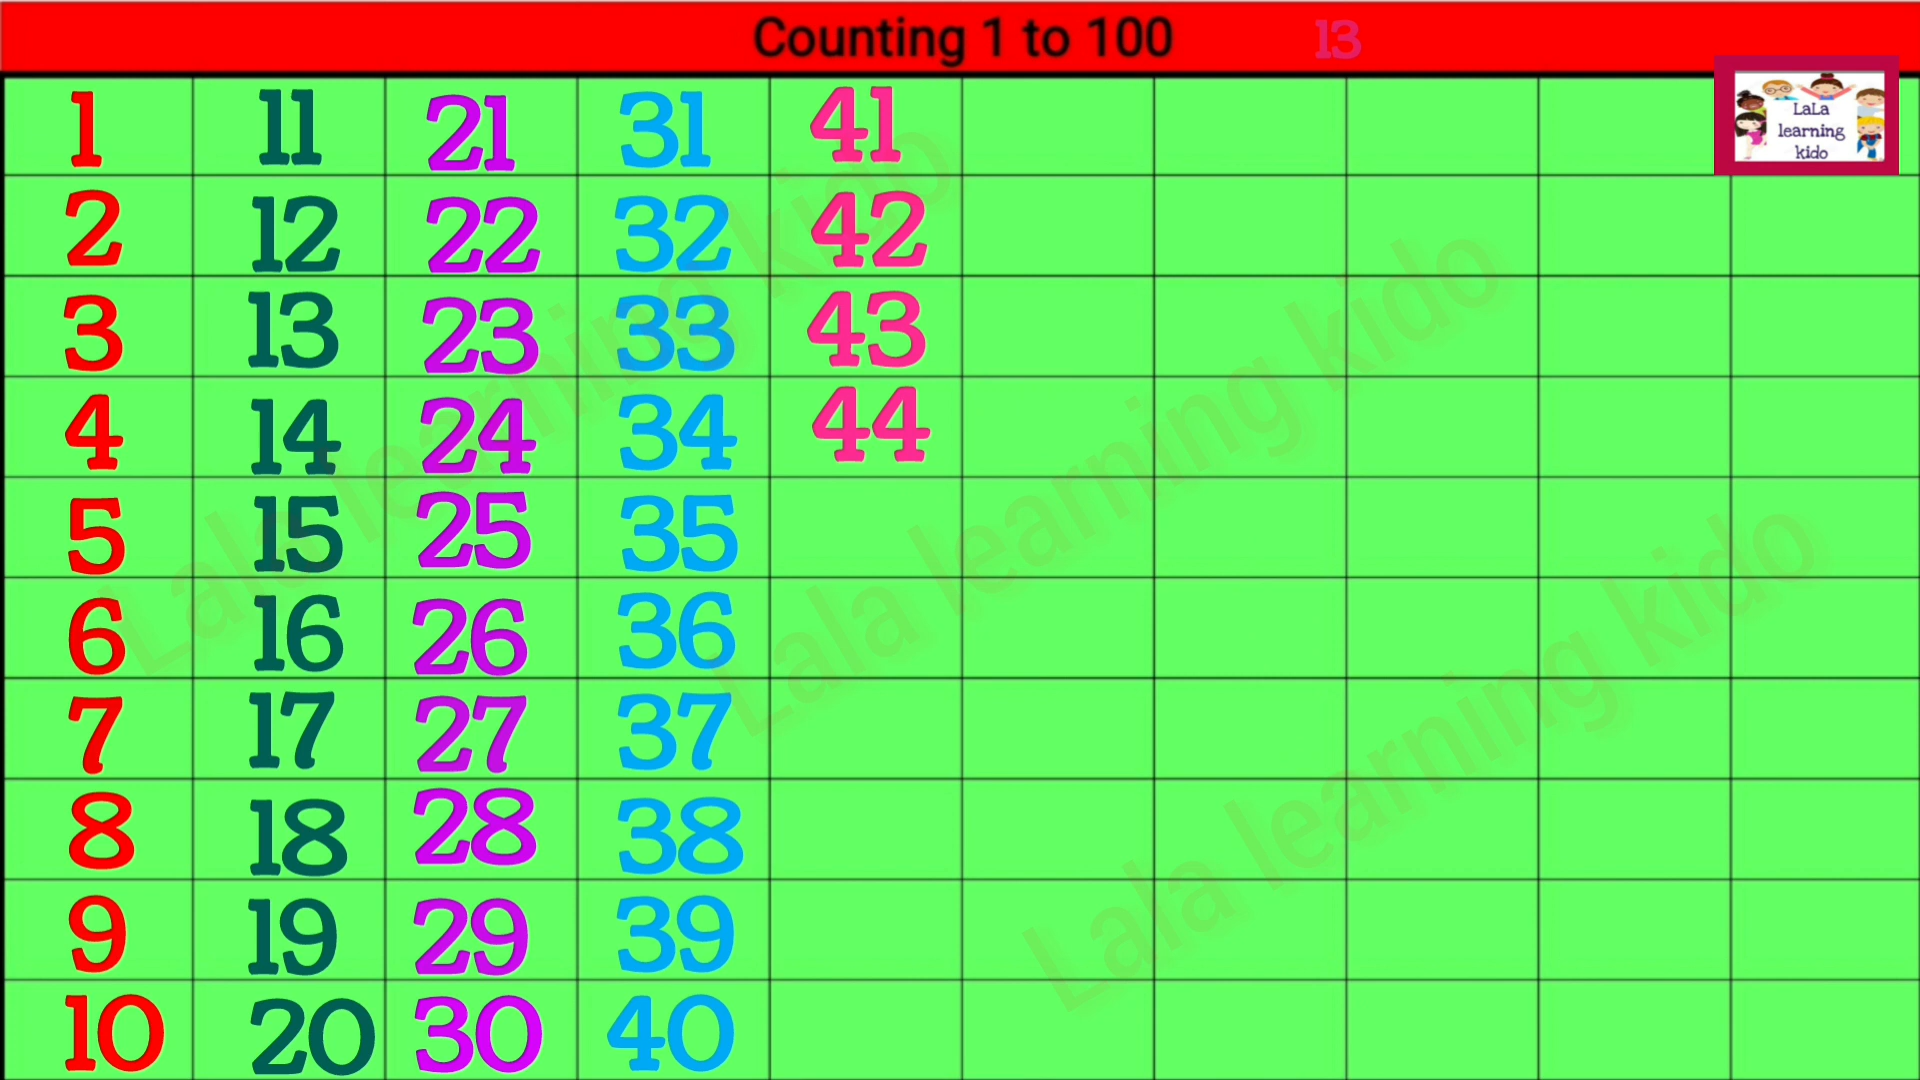 Counting 1 to 100 13
LaLa
learning
kido
1 11 21 31 41
2 12 22 32 42
3 13 23 33 43
4 14 24 34 44
5 15 25 35
6 16 26 36
7 17 27 37
8 18 28 38
9 19 29 39
10 20 30 40
Lala learning kido
Lala learning kido
Lala learning kido